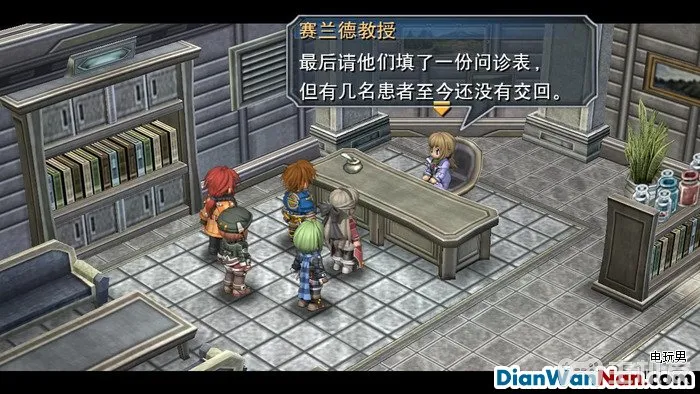 赛兰德教授
最后请他们填了一份问诊表，
但有几名患者至今还没有交回。
电玩男
DianWanNan.com